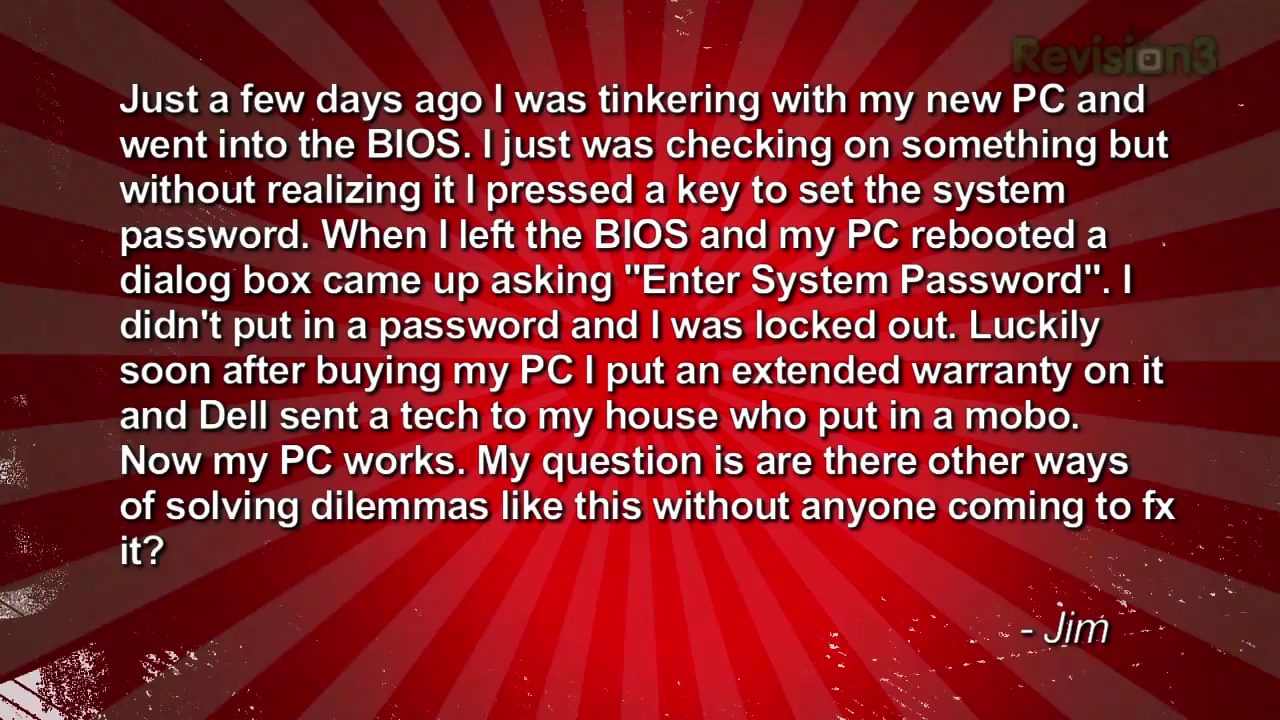 Revision3
Just a few days ago I was tinkering with my new PC and
went into the BIOS. I just was checking on something but
without realizing it I pressed a key to set the system
password. When I left the BIOS and my PC rebooted a
dialog box came up asking "Enter System Password". I
didn't put in a password and I was locked out. Luckily
soon after buying my PC I put an extended warranty on it
and Dell sent a tech to my house who put in a mobo.
Now my PC works. My question is are there other ways
of solving dilemmas like this without anyone coming to fx
it?
- Jim